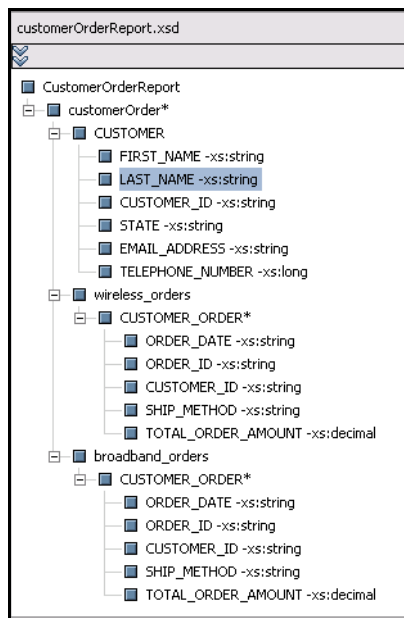 customerOrderReport.xsd
CustomerOrderReport
customerOrder*
CUSTOMER
FIRST_NAME -xs:string
LAST_NAME -xs:string
CUSTOMER_ID -xs:string
STATE -xs:string
EMAIL_ADDRESS -xs:string
TELEPHONE_NUMBER -xs:long
wireless_orders
CUSTOMER_ORDER*
ORDER_DATE -xs:string
ORDER_ID -xs:string
CUSTOMER_ID -xs:string
SHIP_METHOD -xs:string
TOTAL_ORDER_AMOUNT -xs:decimal
broadband_orders
CUSTOMER_ORDER*
ORDER_DATE -xs:string
ORDER_ID -xs:string
CUSTOMER_ID -xs:string
SHIP_METHOD -xs:string
TOTAL_ORDER_AMOUNT -xs:decimal